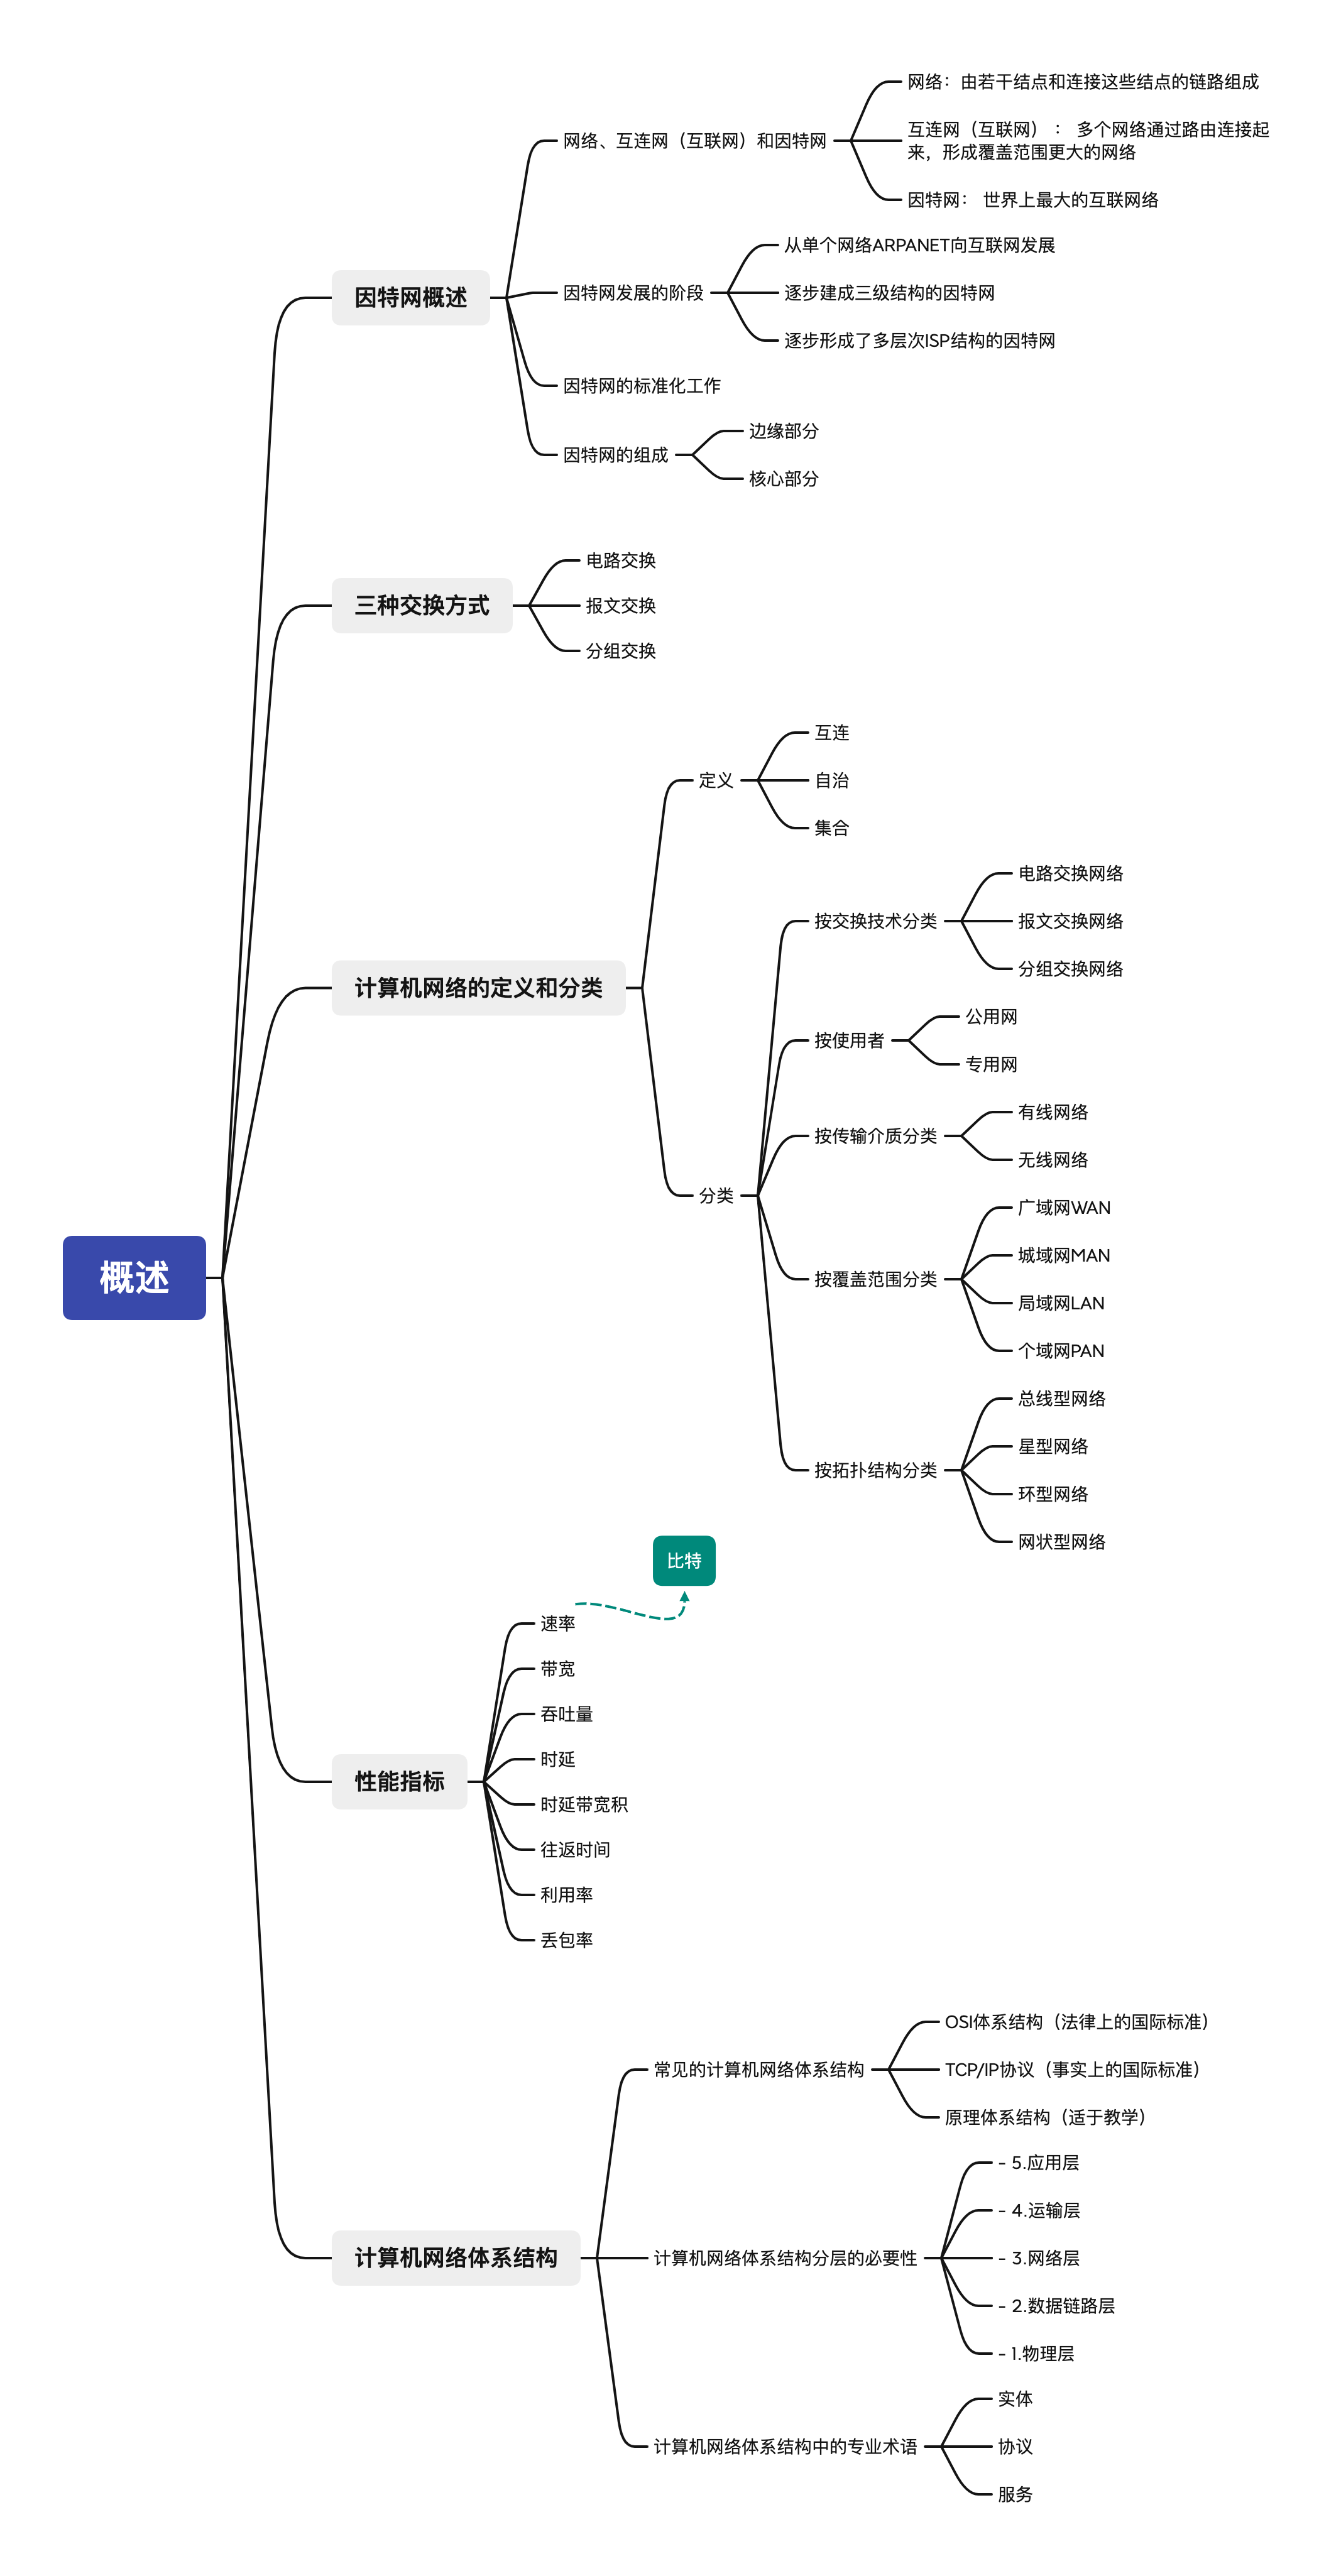 概述
因特网概述
网络、互连网（互联网）和因特网
网络：由若干结点和连接这些结点的链路组成
互连网（互联网）： 多个网络通过路由连接起
来，形成覆盖范围更大的网络
因特网： 世界上最大的互联网络
因特网发展的阶段
从单个网络ARPANET向互联网发展
逐步建成三级结构的因特网
逐步形成了多层次ISP结构的因特网
因特网的标准化工作
因特网的组成
边缘部分
核心部分
三种交换方式
电路交换
报文交换
分组交换
计算机网络的定义和分类
定义
互连
自治
集合
分类
按交换技术分类
电路交换网络
报文交换网络
分组交换网络
按使用者
公用网
专用网
按传输介质分类
有线网络
无线网络
按覆盖范围分类
广域网WAN
城域网MAN
局域网LAN
个域网PAN
按拓扑结构分类
总线型网络
星型网络
环型网络
网状型网络
性能指标
比特
速率
带宽
吞吐量
时延
时延带宽积
往返时间
利用率
丢包率
计算机网络体系结构
常见的计算机网络体系结构
OSI体系结构（法律上的国际标准）
TCP/IP协议（事实上的国际标准）
原理体系结构（适于教学）
计算机网络体系结构分层的必要性
- 5.应用层
- 4.运输层
- 3.网络层
- 2.数据链路层
- 1.物理层
计算机网络体系结构中的专业术语
实体
协议
服务